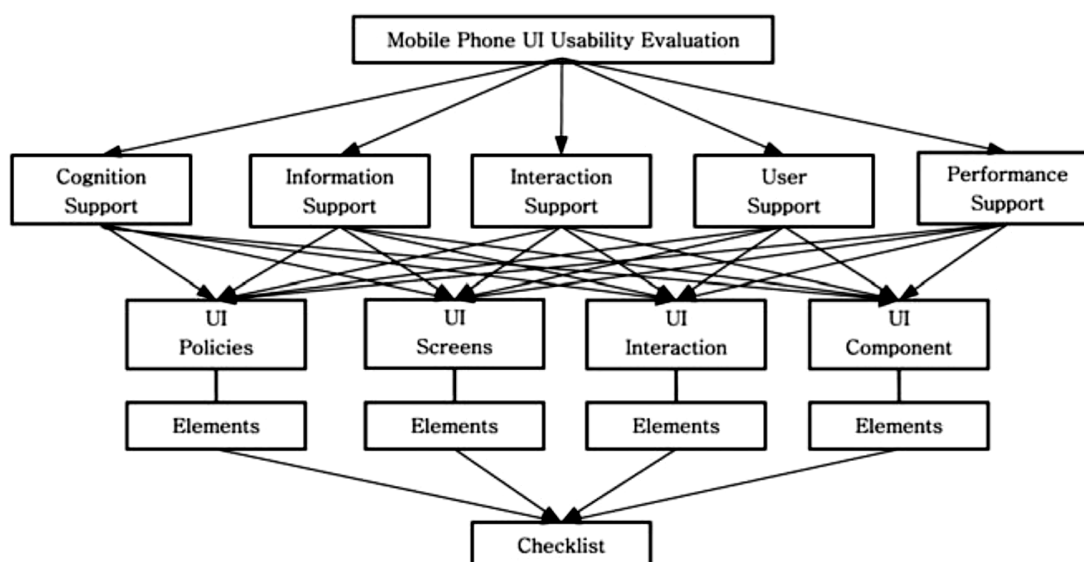 Mobile Phone UI Usability Evaluation
Cognition
Support
Information
Support
Interaction
Support
User
Support
Performance
Support
UI
Policies
UI
Screens
UI
Interaction
UI
Component
Elements
Elements
Elements
Elements
Checklist